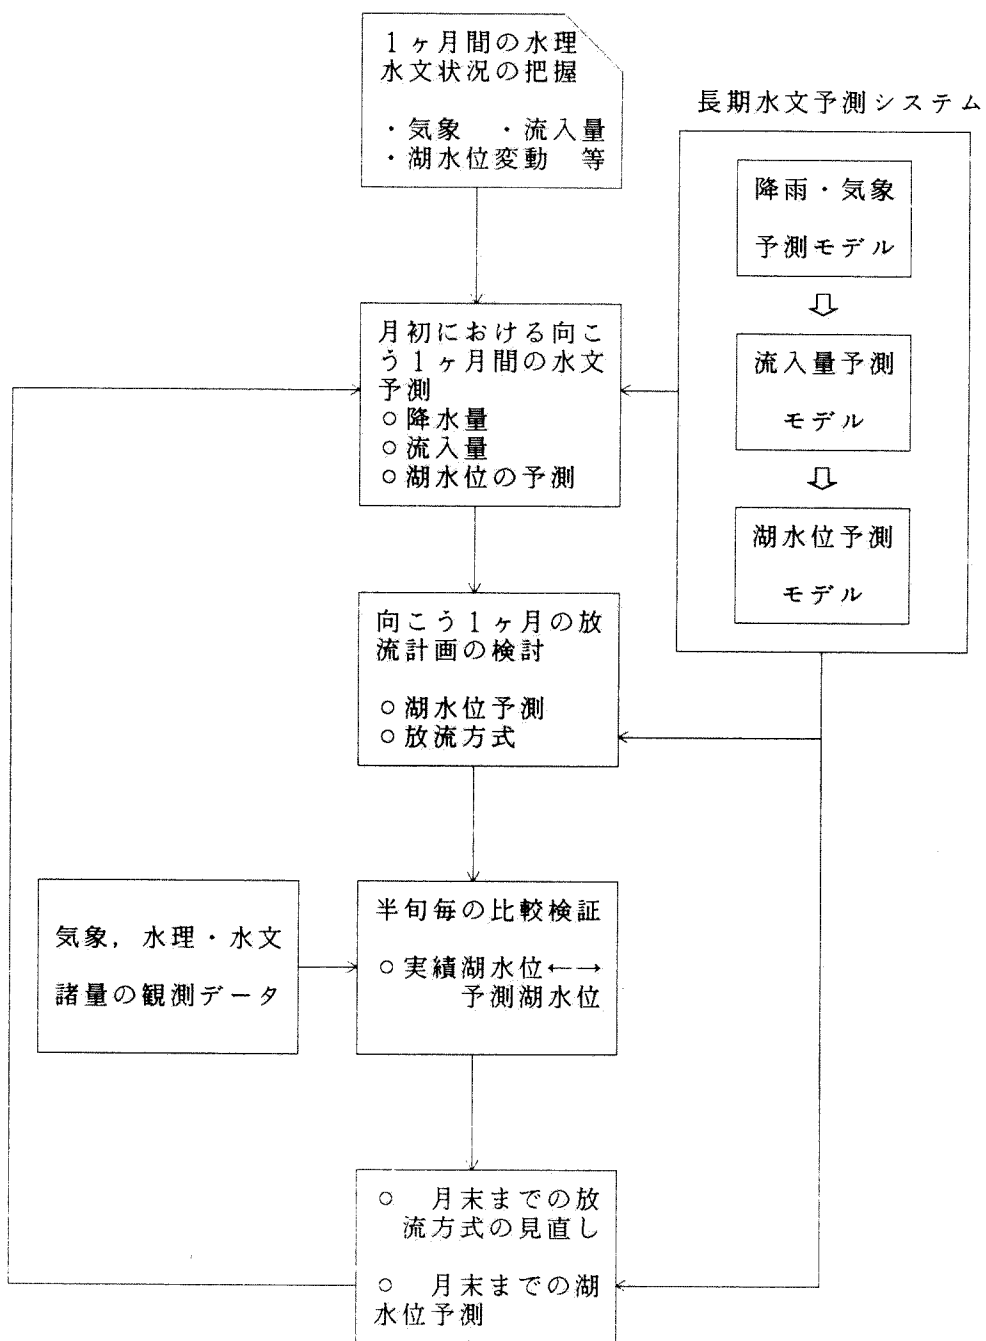 1ヶ月間の水理
水文状況の把握
・気象　・流入量
・湖水位変動　等
長期水文予測システム
降雨・気象
予測モデル
⇩
流入量予測
モデル
⇩
湖水位予測
モデル
月初における向こ
う1ヶ月間の水文
予測
○降水量
○流入量
○湖水位の予測
向こう1ヶ月の放
流計画の検討
○湖水位予測
○放流方式
気象，水理・水文
諸量の観測データ
半旬毎の比較検証
○実績湖水位←→
予測湖水位
○　月末までの放
流方式の見直し
○　月末までの湖
水位予測